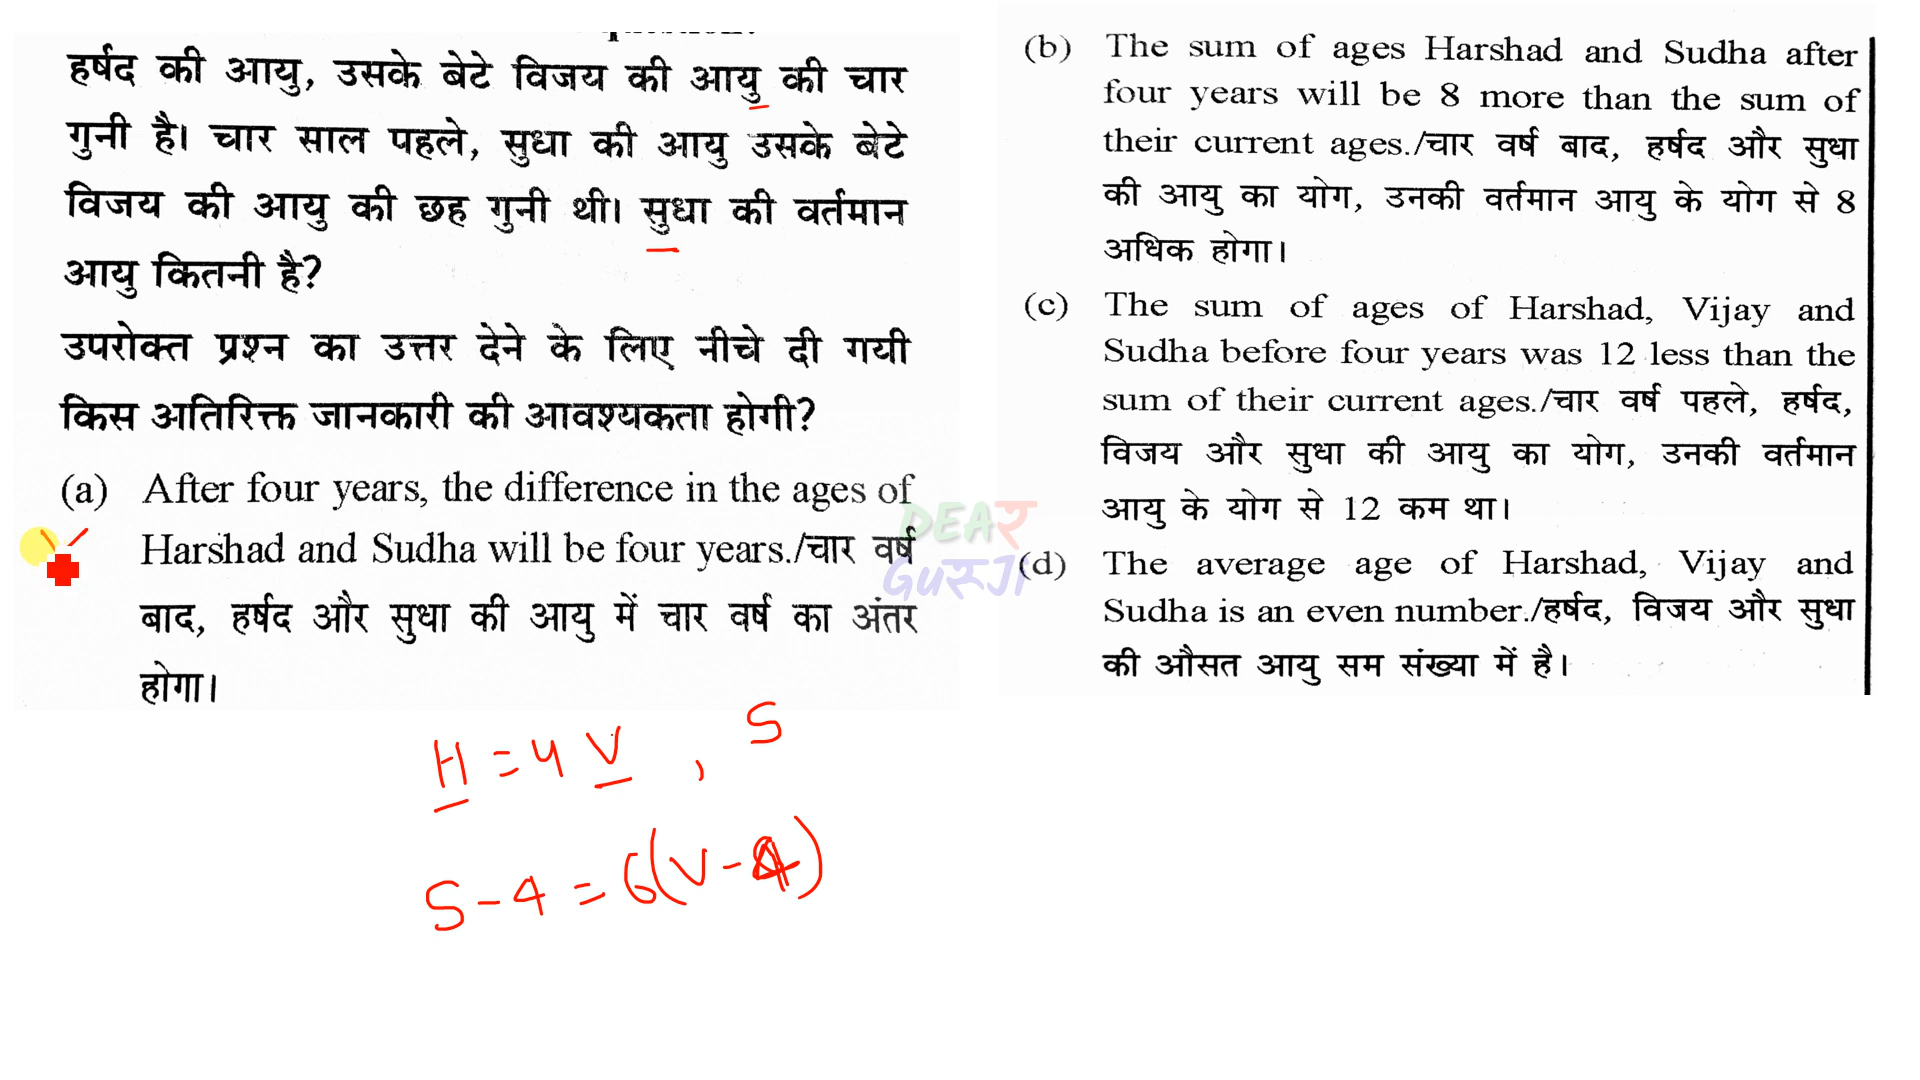 हर्षद की आयु, उसके बेटे विजय की आयु की चार
गुनी है। चार साल पहले, सुधा की आयु उसके बेटे
विजय की आयु की छह गुनी थी। सुधा की वर्तमान
आयु कितनी है?
उपरोक्त प्रश्न का उत्तर देने के लिए नीचे दी गयी
किस अतिरिक्त जानकारी की आवश्यकता होगी?
(a) After four years, the difference in the ages of
Harshad and Sudha will be four years./चार वर्ष
बाद, हर्षद और सुधा की आयु में चार वर्ष का अंतर
होगा।
(b) The sum of ages Harshad and Sudha after
four years will be 8 more than the sum of
their current ages./चार वर्ष बाद, हर्षद और सुधा
की आयु का योग, उनकी वर्तमान आयु के योग से 8
अधिक होगा।
(c) The sum of ages of Harshad, Vijay and
Sudha before four years was 12 less than the
sum of their current ages./चार वर्ष पहले, हर्षद,
विजय और सुधा की आयु का योग, उनकी वर्तमान
आयु के योग से 12 कम था।
(d) The average age of Harshad, Vijay and
Sudha is an even number./हर्षद, विजय और सुधा
की औसत आयु सम संख्या में है।
DEAR
GURUJI
H = 4 V , S
S - 4 = 6(V - 4)